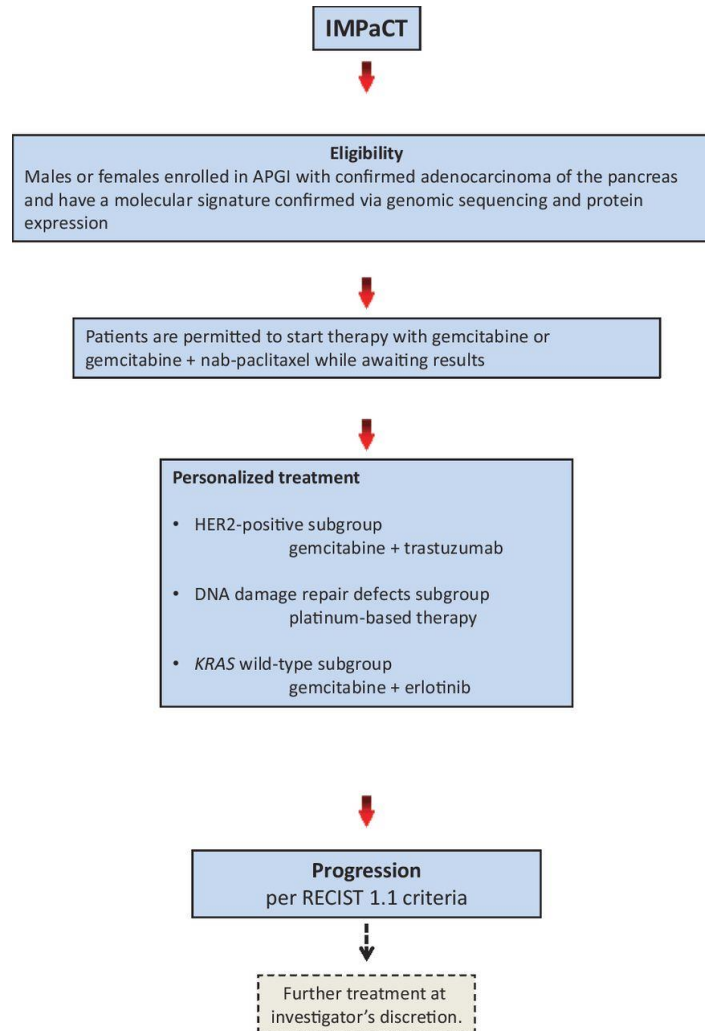 IMPaCT
Eligibility
Males or females enrolled in APGI with confirmed adenocarcinoma of the pancreas
and have a molecular signature confirmed via genomic sequencing and protein
expression
Patients are permitted to start therapy with gemcitabine or
gemcitabine + nab-paclitaxel while awaiting results
Personalized treatment
• HER2-positive subgroup
gemcitabine + trastuzumab
• DNA damage repair defects subgroup
platinum-based therapy
• KRAS wild-type subgroup
gemcitabine + erlotinib
Progression
per RECIST 1.1 criteria
Further treatment at
investigator's discretion.